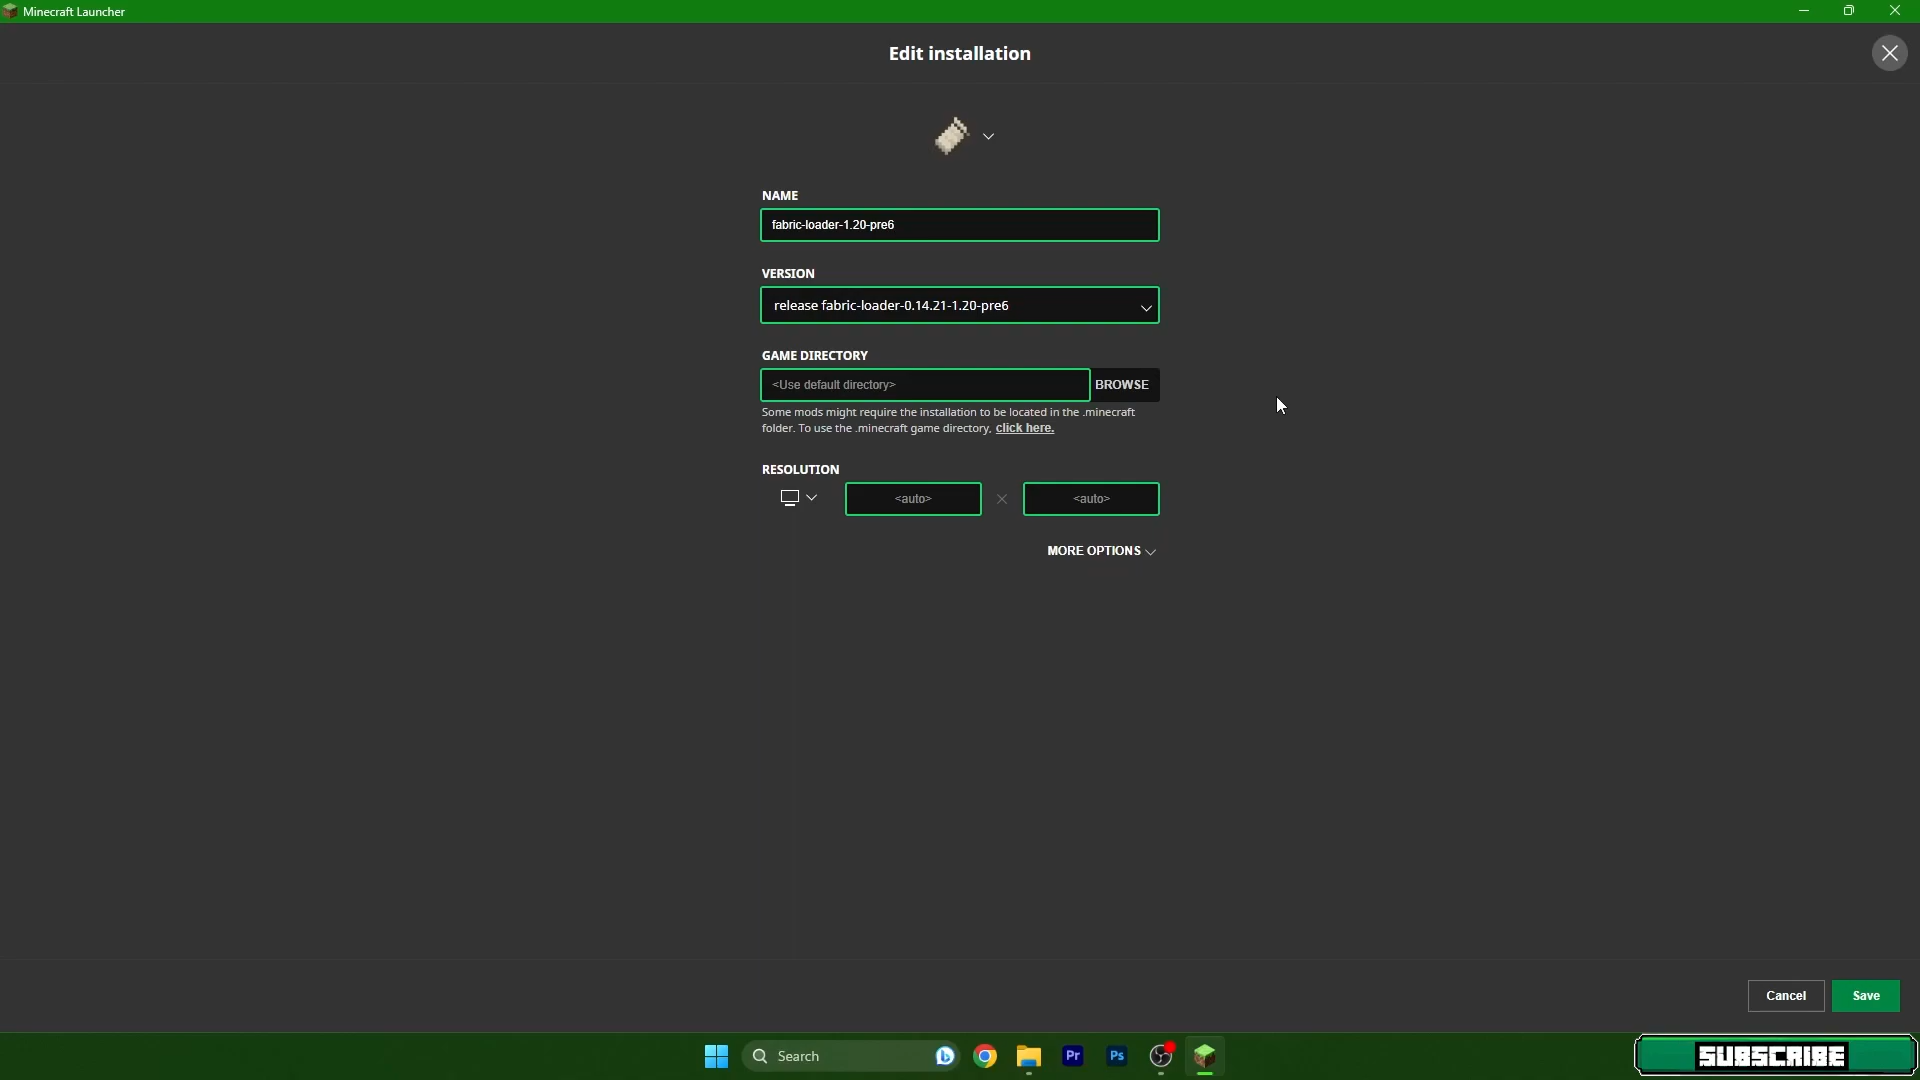 Minecraft Launcher
Edit installation
NAME
fabric-loader-1.20-pre6
VERSION
release fabric-loader-0.14.21-1.20-pre6
GAME DIRECTORY
<Use default directory>
BROWSE
Some mods might require the installation to be located in the .minecraft
folder. To use the .minecraft game directory, click here.
RESOLUTION
<auto>
<auto>
MORE OPTIONS
Cancel
Save
Search
Pr
Ps
SUBSCRIBE